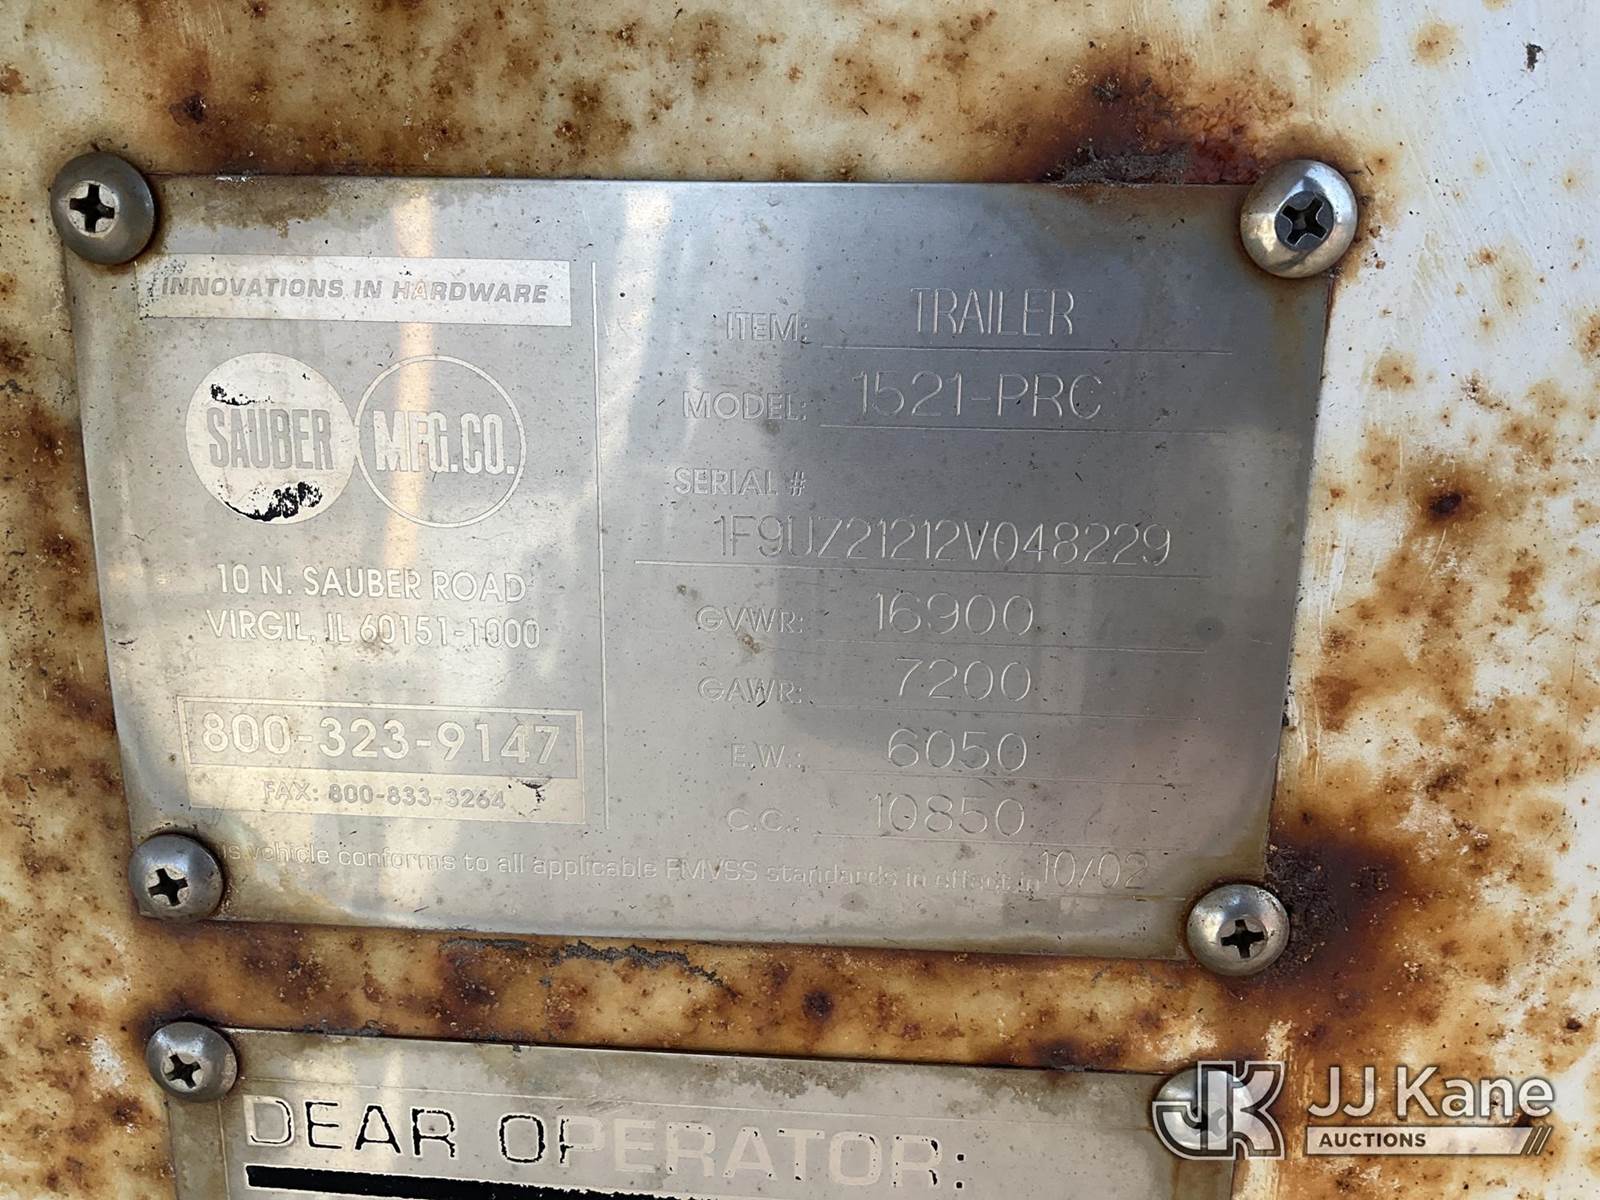 INNOVATIONS IN HARDWARE
SAUBER MFG.CO.
10 N. SAUBER ROAD
VIRGIL, IL 60151-1000
800-323-9147
FAX: 800-833-3264
ITEM: TRAILER
MODEL: 1521-PRC
SERIAL #
1F9UZ21212V048229
GVWR: 16900
GAWR: 7200
E.W.: 6050
C.C.: 10850
vehicle conforms to all applicable FMVSS standards in effect in 10/02
DEAR OPERATOR:
JK JJ Kane
AUCTIONS